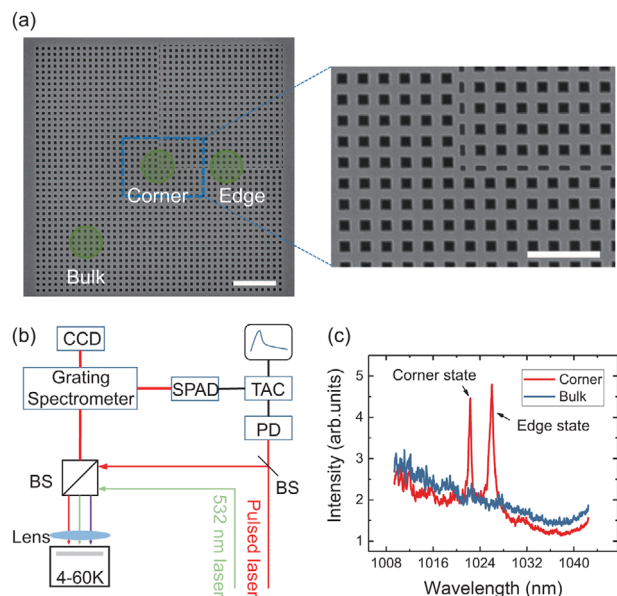 (a)
Corner
Edge
Bulk
(b)
CCD
Grating
Spectrometer
SPAD
TAC
PD
BS
BS
Lens
4-60K
532 nm laser
Pulsed laser
(c)
Intensity (arb.units)
5
4
3
2
1
Corner state
Edge state
Corner
Bulk
1008 1016 1024 1032 1040
Wavelength (nm)